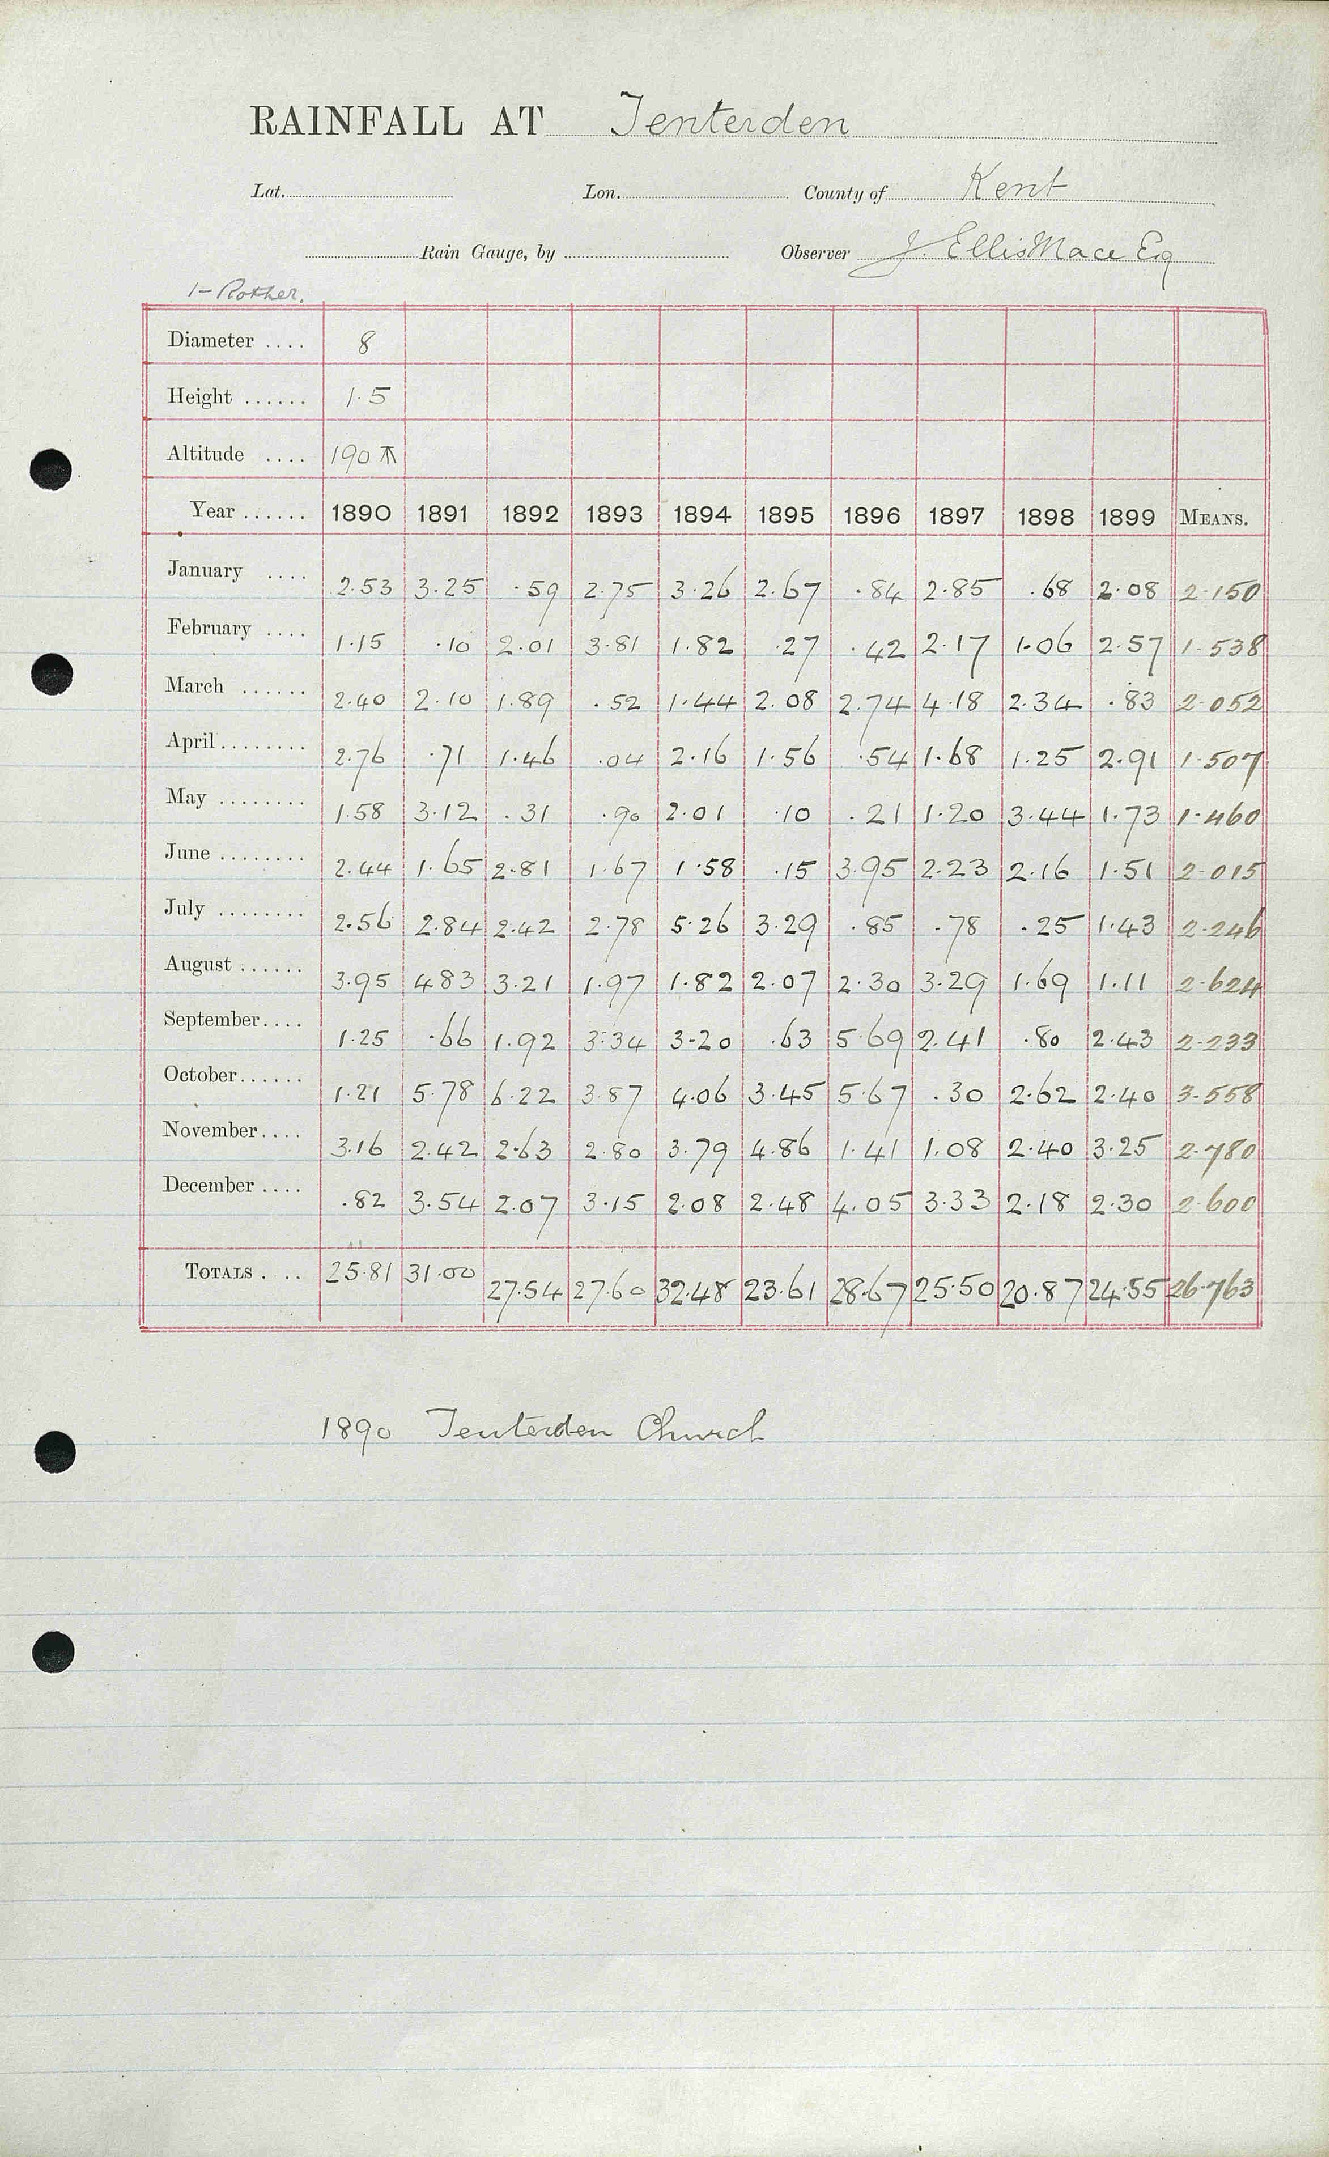 RAINFALL AT Tenterden
Lat. Lon. County of Kent
Rain Gauge, by Observer J. Ellis Mace Esq
1- Rother.
Diameter .... 8
Height ...... 1.5
Altitude .... 190
Year ...... 1890 1891 1892 1893 1894 1895 1896 1897 1898 1899 MEANS.
January .... 2.53 3.25 .59 2.75 3.26 2.67 .84 2.85 .68 2.08 2.150
February .... 1.15 .10 2.01 3.81 1.82 .27 .42 2.17 1.06 2.57 1.538
March ...... 2.40 2.10 1.89 .52 1.44 2.08 2.74 4.18 2.34 .83 2.052
April ........ 2.76 .71 1.46 .04 2.16 1.56 .54 1.68 1.25 2.91 1.507
May ........ 1.58 3.12 .31 .90 2.01 .10 .21 1.20 3.44 1.73 1.460
June ........ 2.44 1.65 2.81 1.67 1.58 .15 3.95 2.23 2.16 1.51 2.015
July ........ 2.56 2.84 2.42 2.78 5.26 3.29 .85 .78 .25 1.43 2.246
August ...... 3.95 4.83 3.21 1.97 1.82 2.07 2.30 3.29 1.69 1.11 2.624
September .... 1.25 .66 1.92 3.34 3.20 .63 5.69 2.41 .80 2.43 2.233
October ...... 1.21 5.78 6.22 3.87 4.06 3.45 5.67 .30 2.62 2.40 3.558
November .... 3.16 2.42 2.63 2.80 3.79 4.86 1.41 1.08 2.40 3.25 2.780
December .... .82 3.54 2.07 3.15 2.08 2.48 4.05 3.33 2.18 2.30 2.600
TOTALS .... 25.81 31.00 27.54 27.60 32.48 23.61 28.67 25.50 20.87 24.55 26.763
1890 Tenterden Church